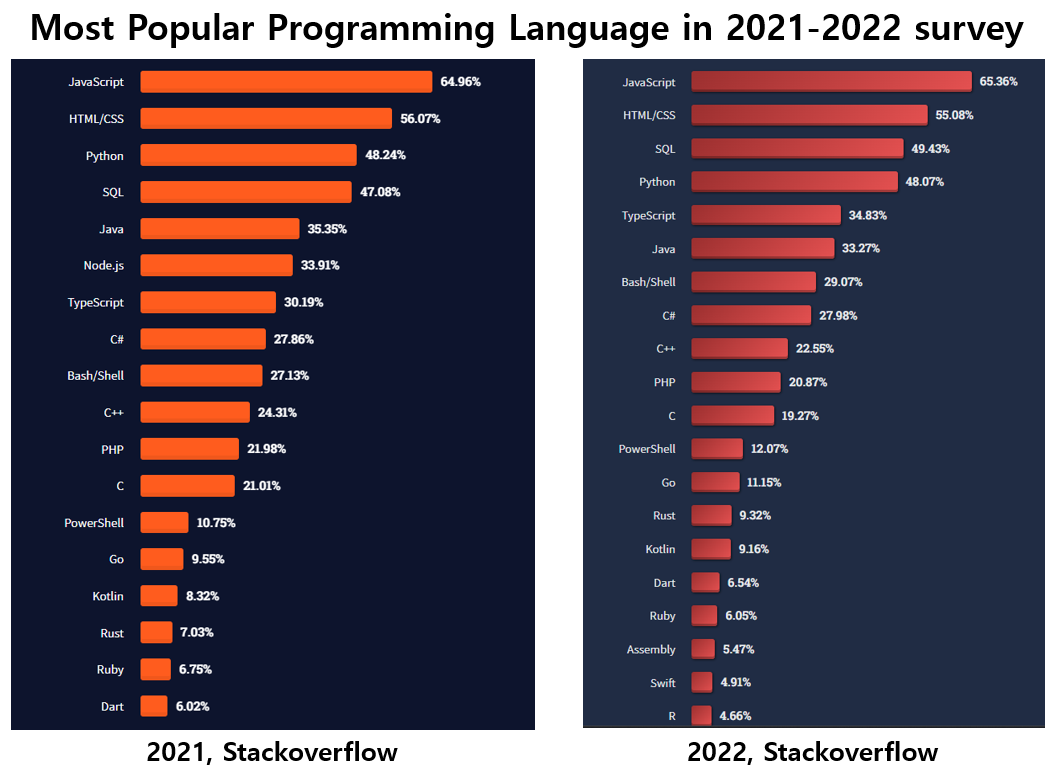 Most Popular Programming Language in 2021-2022 survey
JavaScript 64.96%
HTML/CSS 56.07%
Python 48.24%
SQL 47.08%
Java 35.35%
Node.js 33.91%
TypeScript 30.19%
C# 27.86%
Bash/Shell 27.13%
C++ 24.31%
PHP 21.98%
C 21.01%
PowerShell 10.75%
Go 9.55%
Kotlin 8.32%
Rust 7.03%
Ruby 6.75%
Dart 6.02%
2021, Stackoverflow
JavaScript 65.36%
HTML/CSS 55.08%
SQL 49.43%
Python 48.07%
TypeScript 34.83%
Java 33.27%
Bash/Shell 29.07%
C# 27.98%
C++ 22.55%
PHP 20.87%
C 19.27%
PowerShell 12.07%
Go 11.15%
Rust 9.32%
Kotlin 9.16%
Dart 6.54%
Ruby 6.05%
Assembly 5.47%
Swift 4.91%
R 4.66%
2022, Stackoverflow